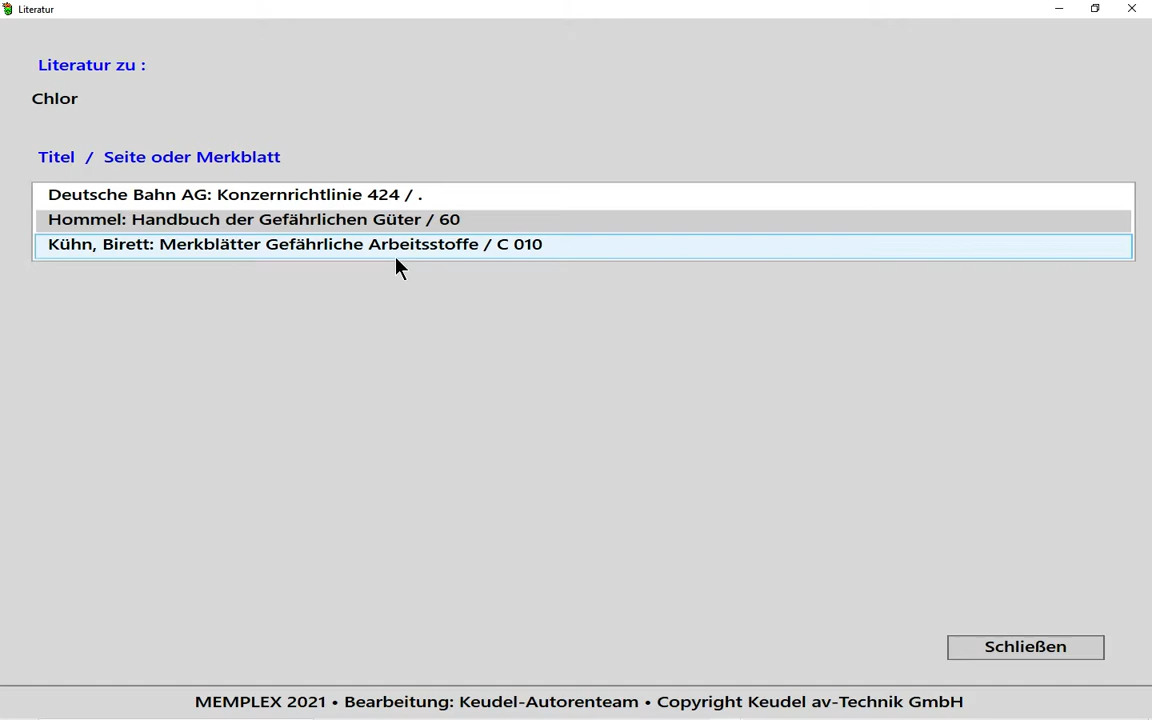 Literatur
Literatur zu :
Chlor
Titel / Seite oder Merkblatt
Deutsche Bahn AG: Konzernrichtlinie 424 / .
Hommel: Handbuch der Gefährlichen Güter / 60
Kühn, Birett: Merkblätter Gefährliche Arbeitsstoffe / C 010
Schließen
MEMPLEX 2021 • Bearbeitung: Keudel-Autorenteam • Copyright Keudel av-Technik GmbH